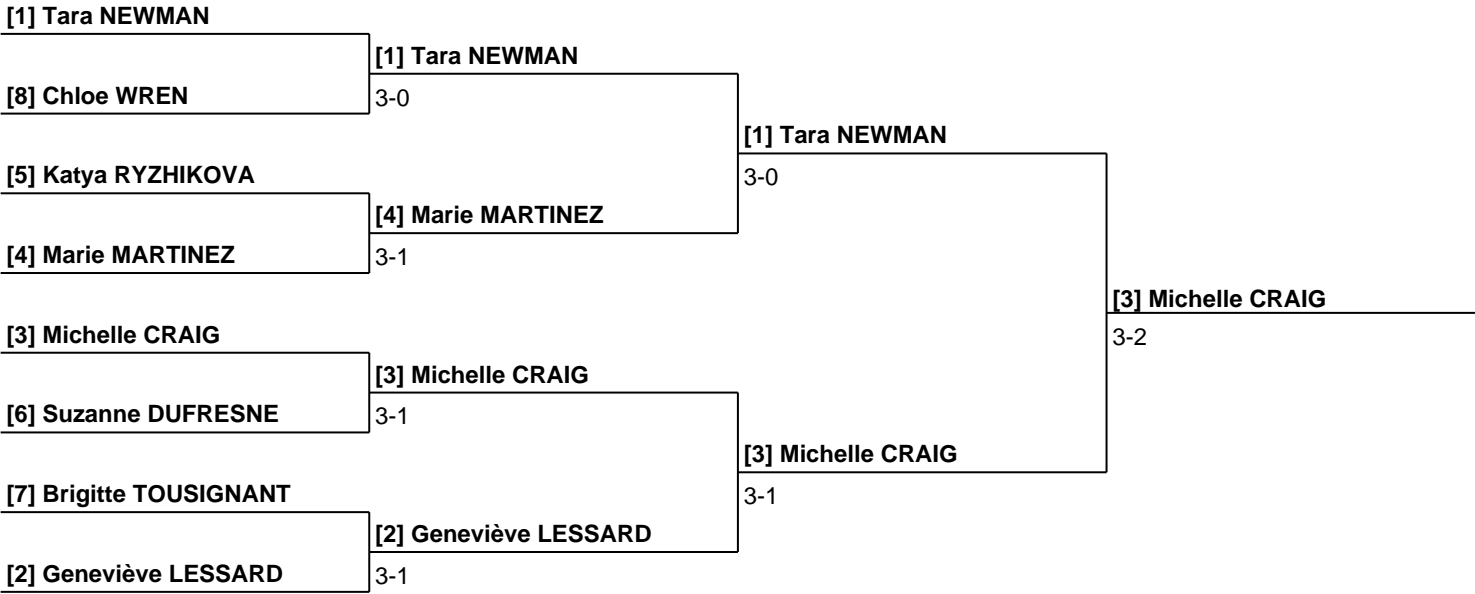 [1] Tara NEWMAN
[1] Tara NEWMAN
[8] Chloe WREN
3-0
[1] Tara NEWMAN
[5] Katya RYZHIKOVA
3-0
[4] Marie MARTINEZ
[4] Marie MARTINEZ
3-1
[3] Michelle CRAIG
[3] Michelle CRAIG
3-2
[3] Michelle CRAIG
[6] Suzanne DUFRESNE
3-1
[3] Michelle CRAIG
[7] Brigitte TOUSIGNANT
3-1
[2] Geneviève LESSARD
[2] Geneviève LESSARD
3-1